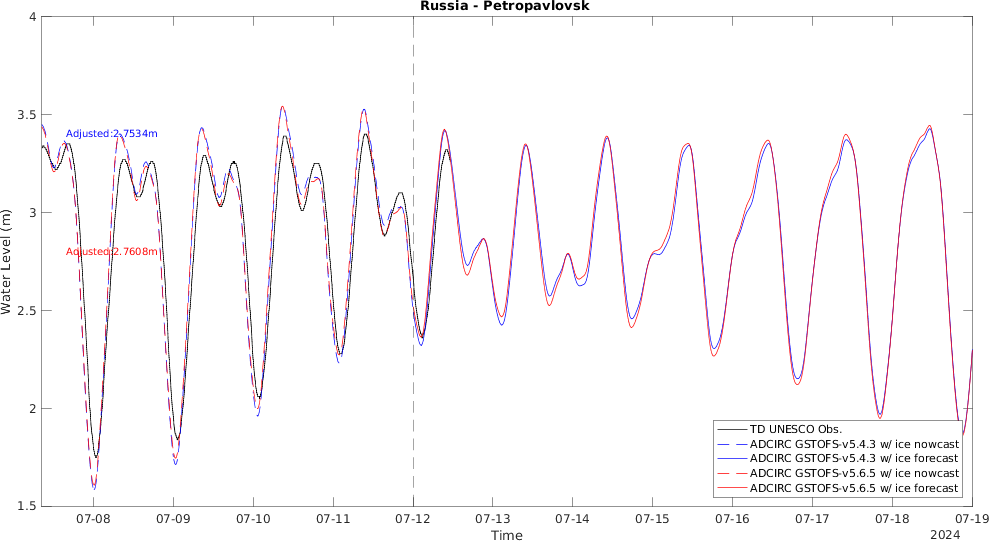 Russia - Petropavlovsk
4
3.5
3
2.5
2
1.5
Water Level (m)
Adjusted:2.7534m
Adjusted:2.7608m
TD UNESCO Obs.
ADCIRC GSTOFS-v5.4.3 w/ ice nowcast
ADCIRC GSTOFS-v5.4.3 w/ ice forecast
ADCIRC GSTOFS-v5.6.5 w/ ice nowcast
ADCIRC GSTOFS-v5.6.5 w/ ice forecast
07-08 07-09 07-10 07-11 07-12 07-13 07-14 07-15 07-16 07-17 07-18 07-19
Time
2024